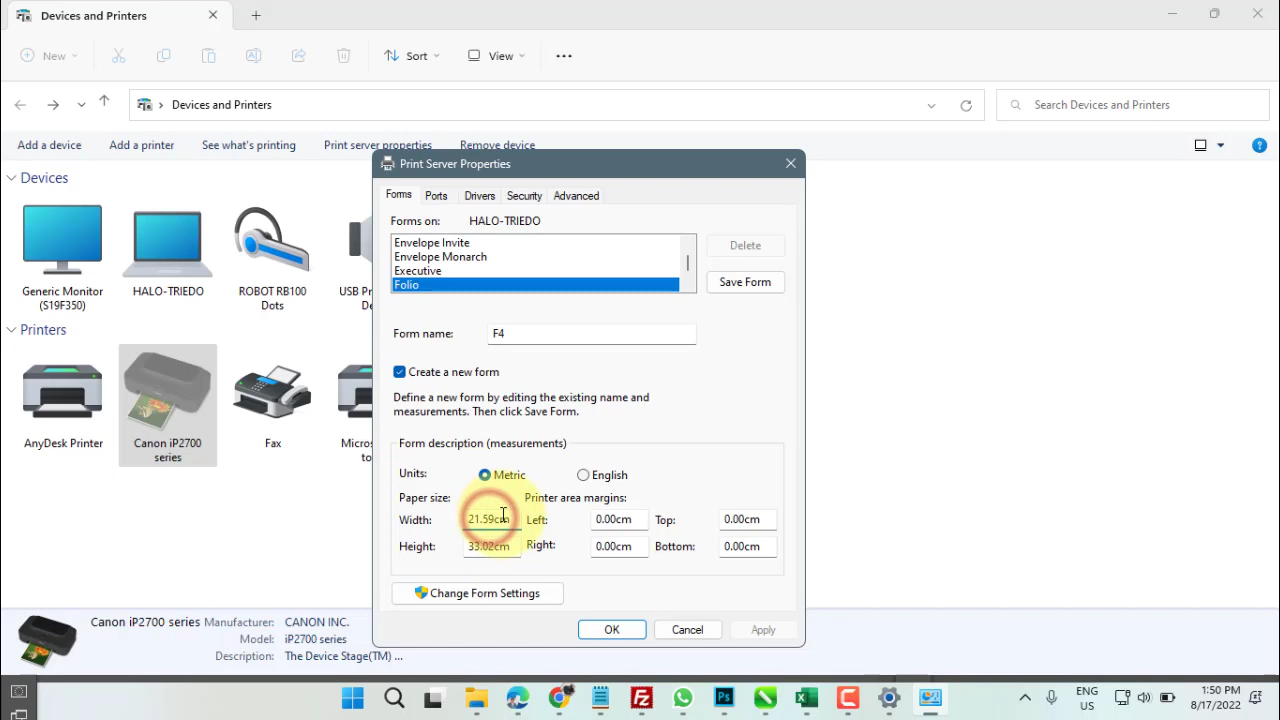 Devices and Printers
New
Sort
View
Devices and Printers
Search Devices and Printers
Add a device
Add a printer
See what's printing
Print server properties
Remove device
Print Server Properties
Devices
Forms
Ports
Drivers
Security
Advanced
Forms on:
HALO-TRIEDO
Envelope Invite
Envelope Monarch
Executive
Folio
Delete
Save Form
Generic Monitor
(S19F350)
HALO-TRIEDO
ROBOT RB100
Dots
USB
De
Printers
Form name:
F4
Create a new form
Define a new form by editing the existing name and
measurements. Then click Save Form.
AnyDesk Printer
Canon iP2700
series
Fax
Micros
to
Form description (measurements)
Units:
Metric
English
Paper size:
Printer area margins:
Width:
21.59cm
Left:
0.00cm
Top:
0.00cm
Height:
33.02cm
Right:
0.00cm
Bottom:
0.00cm
Change Form Settings
OK
Cancel
Apply
Canon iP2700 series
Manufacturer:
CANON INC.
Model:
iP2700 series
Description:
The Device Stage(TM) ...
ENG
US
1:50 PM
8/17/2022